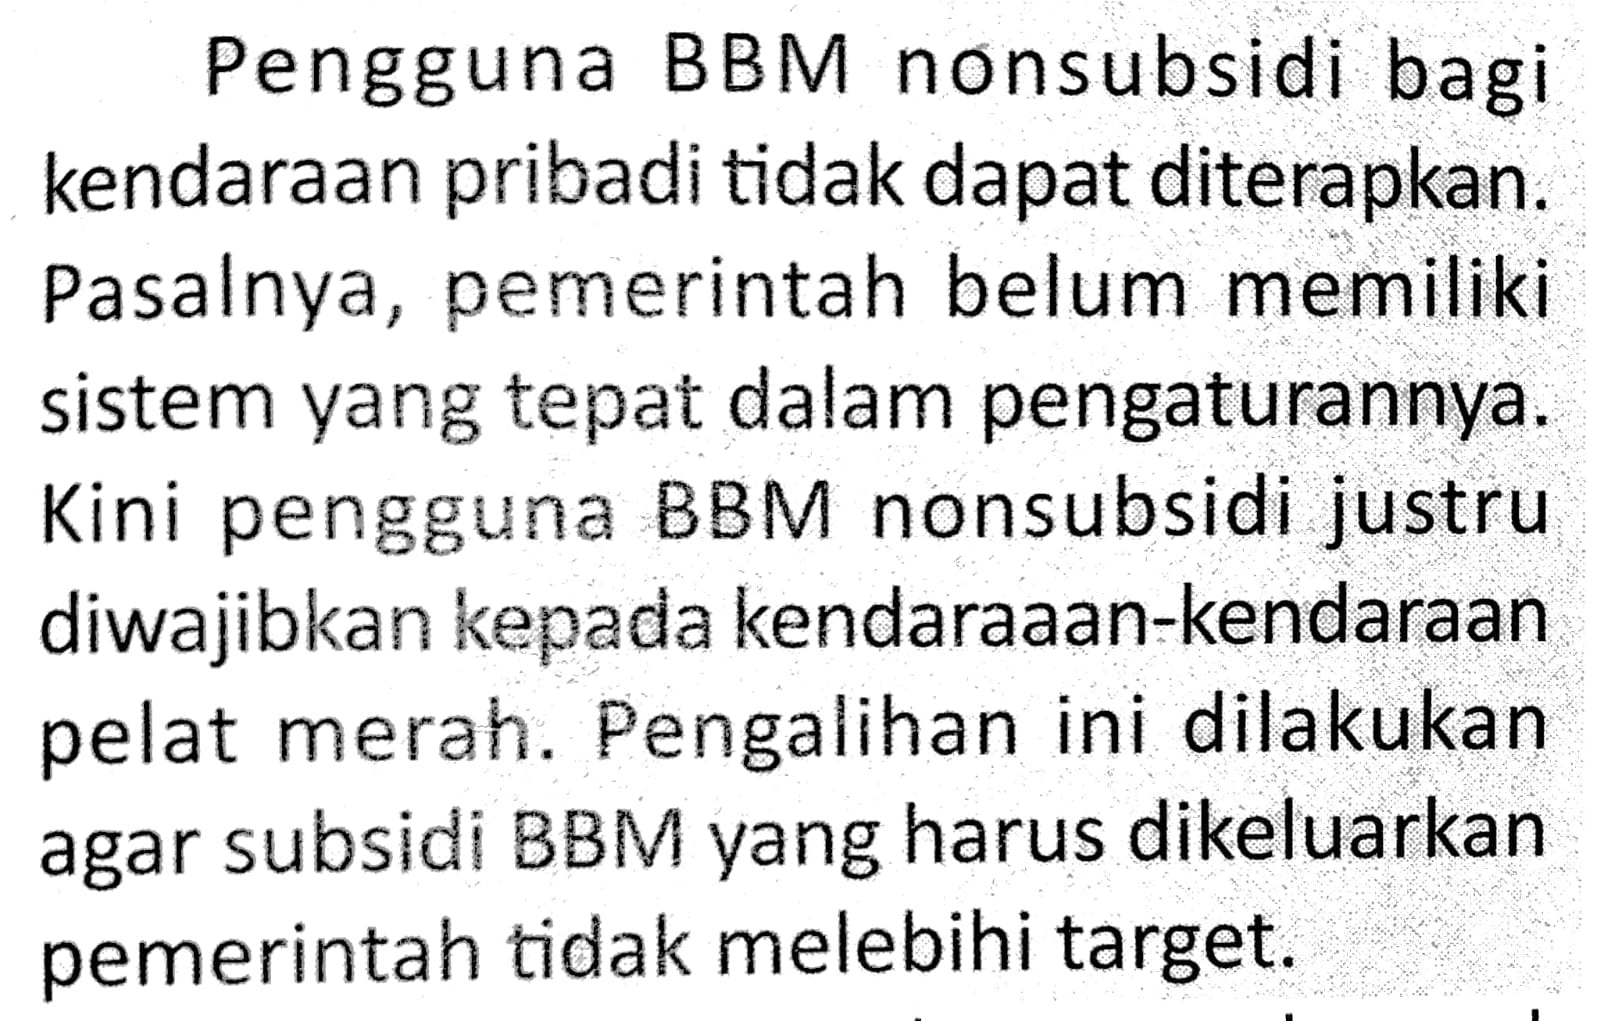 Pengguna BBM nonsubsidi bagi
kendaraan pribadi tidak dapat diterapkan.
Pasalnya, pemerintah belum memiliki
sistem yang tepat dalam pengaturannya.
Kini pengguna BBM nonsubsidi justru
diwajibkan kepada kendaraaan-kendaraan
pelat merah. Pengalihan ini dilakukan
agar subsidi BBM yang harus dikeluarkan
pemerintah tidak melebihi target.